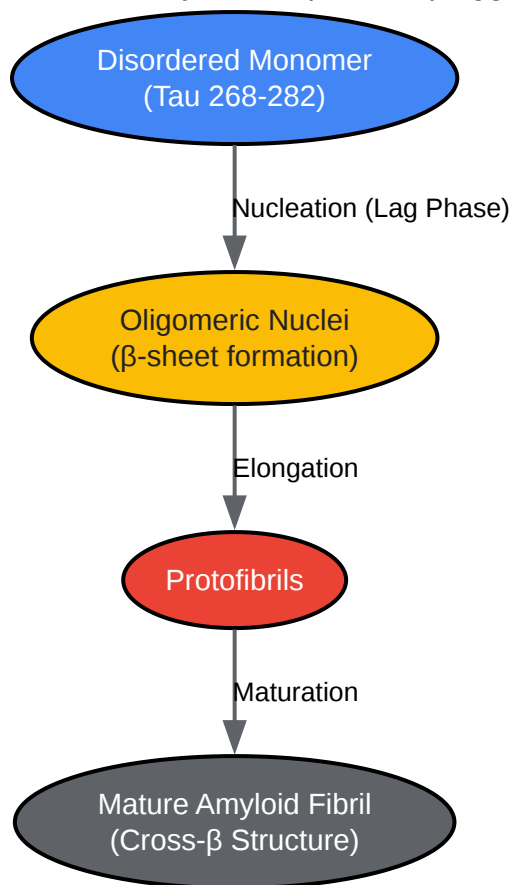 Disordered Monomer
(Tau 268-282)
Nucleation (Lag Phase)
Oligomeric Nuclei
(β-sheet formation)
Elongation
Protofibrils
Maturation
Mature Amyloid Fibril
(Cross-β Structure)